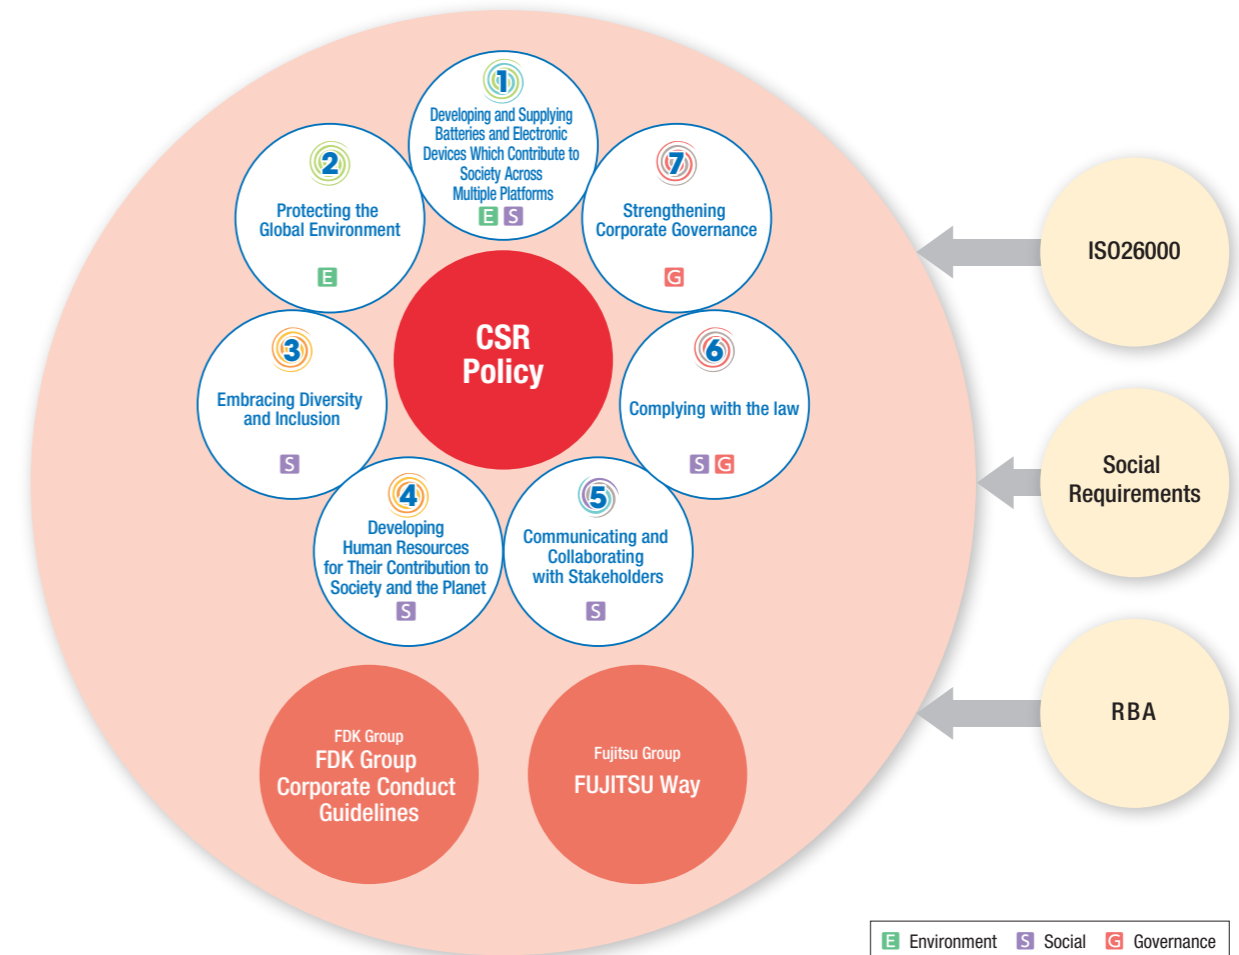 1
Developing and Supplying
Batteries and Electronic
Devices Which Contribute to
Society Across
Multiple Platforms
E S
2
Protecting the
Global Environment
E
7
Strengthening
Corporate Governance
G
CSR
Policy
3
Embracing Diversity
and Inclusion
S
6
Complying with the law
S G
4
Developing
Human Resources
for Their Contribution to
Society and the Planet
S
5
Communicating and
Collaborating
with Stakeholders
S
FDK Group
FDK Group
Corporate Conduct
Guidelines
Fujitsu Group
FUJITSU Way
ISO26000
Social
Requirements
RBA
E Environment S Social G Governance